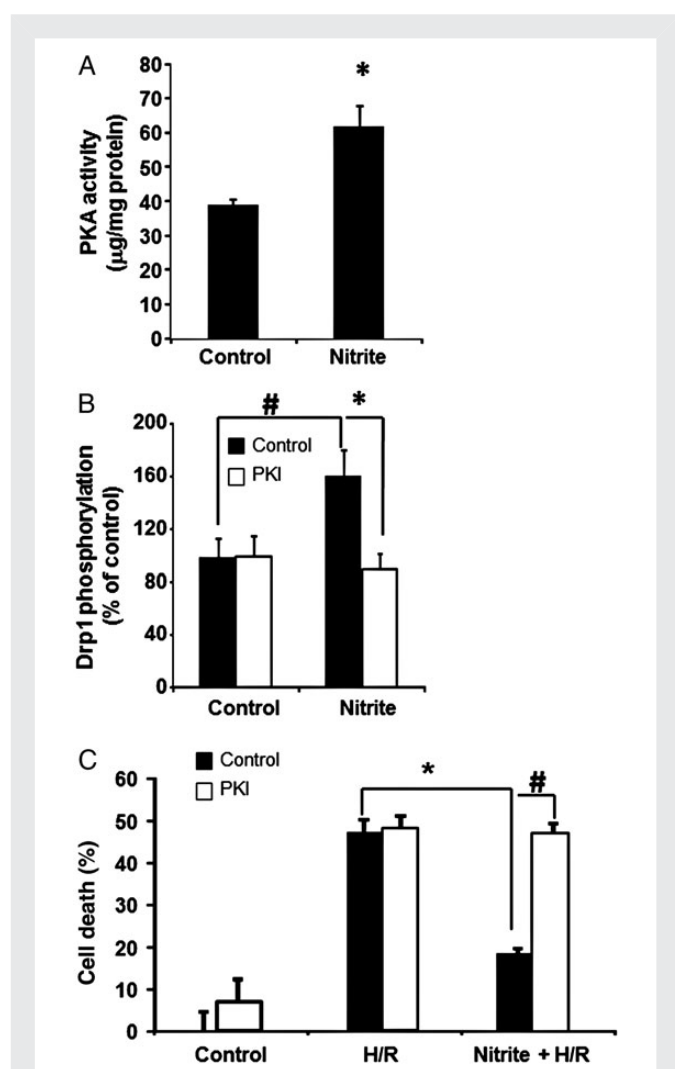 A
80
*
70
60
50
40
30
20
10
0
PKA activity
(μg/mg protein)
Control Nitrite
B
# *
200
160
120
80
40
0
Control
PKI
Drp1 phosphorylation
(% of control)
Control Nitrite
C
Control
PKI
60
50
40
30
20
10
0
* #
Cell death (%)
Control H/R Nitrite + H/R